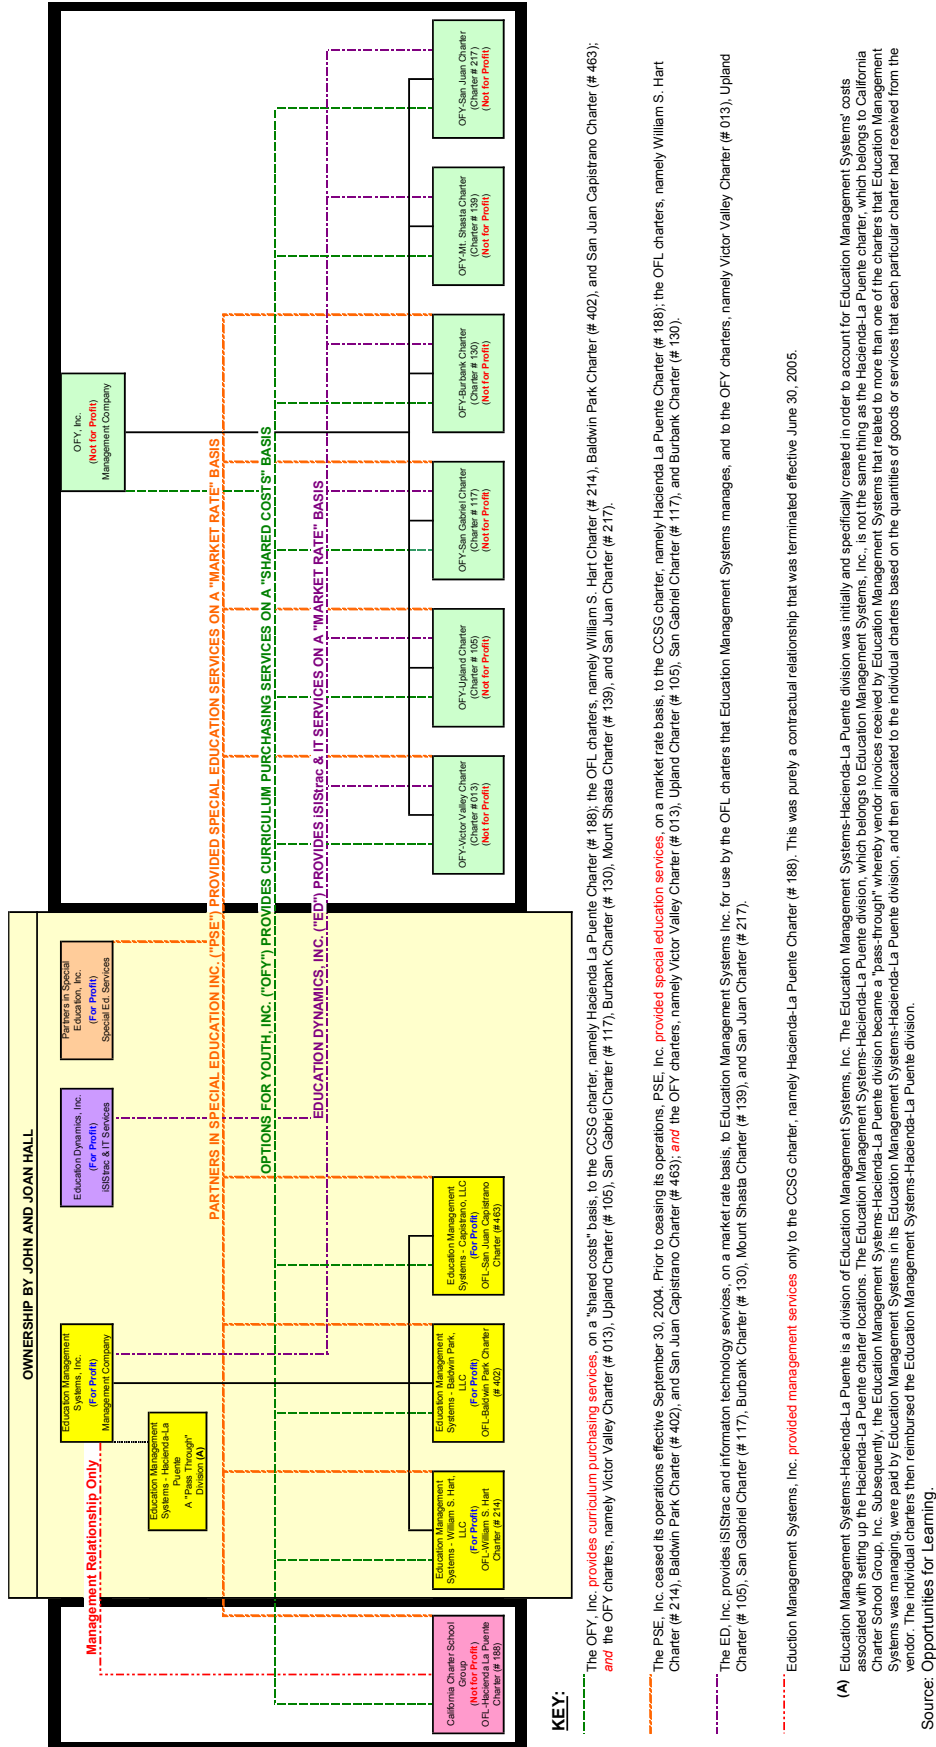 OWNERSHIP BY JOHN AND JOAN HALL
Management Relationship Only
Education Management
Systems, Inc.
(For Profit)
Management Company
Education Dynamics, Inc.
(For Profit)
iSIStrac & IT Services
Partners in Special
Education, Inc.
(For Profit)
Special Ed. Services
OFY, Inc.
(Not for Profit)
Management Company
Education Management
Systems - Hacienda-La
Puente
A "Pass Through"
Division (A)
PARTNERS IN SPECIAL EDUCATION INC. ("PSE") PROVIDED SPECIAL EDUCATION SERVICES ON A "MARKET RATE" BASIS
OPTIONS FOR YOUTH, INC. ("OFY") PROVIDES CURRICULUM PURCHASING SERVICES ON A "SHARED COSTS" BASIS
EDUCATION DYNAMICS, INC. ("ED") PROVIDES iSIStrac & IT SERVICES ON A "MARKET RATE" BASIS
California Charter School
Group
(Not for Profit)
OFL-Hacienda La Puente
Charter (# 188)
Education Management
Systems - William S. Hart,
LLC
(For Profit)
OFL-William S. Hart
Charter (# 214)
Education Management
Systems - Baldwin Park,
LLC
(For Profit)
OFL-Baldwin Park Charter
(# 402)
Education Management
Systems - Capistrano, LLC
(For Profit)
OFL-San Juan Capistrano
Charter (# 463)
OFY-Victor Valley Charter
(Charter # 013)
(Not for Profit)
OFY-Upland Charter
(Charter # 105)
(Not for Profit)
OFY-San Gabriel Charter
(Charter # 117)
(Not for Profit)
OFY-Burbank Charter
(Charter # 130)
(Not for Profit)
OFY-Mt. Shasta Charter
(Charter # 139)
(Not for Profit)
OFY-San Juan Charter
(Charter # 217)
(Not for Profit)
KEY:
The OFY, Inc. provides curriculum purchasing services, on a "shared costs" basis, to the CCSG charter, namely Hacienda La Puente Charter (# 188); the OFL charters, namely William S. Hart Charter (# 214), Baldwin Park Charter (# 402), and San Juan Capistrano Charter (# 463);
and the OFY charters, namely Victor Valley Charter (# 013), Upland Charter (# 105), San Gabriel Charter (# 117), Burbank Charter (# 130), Mount Shasta Charter (# 139), and San Juan Charter (# 217).
The PSE, Inc. ceased its operations effective September 30, 2004. Prior to ceasing its operations, PSE, Inc. provided special education services, on a market rate basis, to the CCSG charter, namely Hacienda La Puente Charter (# 188); the OFL charters, namely William S. Hart
Charter (# 214), Baldwin Park Charter (# 402), and San Juan Capistrano Charter (# 463); and the OFY charters, namely Victor Valley Charter (# 013), Upland Charter (# 105), San Gabriel Charter (# 117), and Burbank Charter (# 130).
The ED, Inc. provides iSIStrac and information technology services, on a market rate basis, to Education Management Systems Inc. for use by the OFL charters that Education Management Systems manages, and to the OFY charters, namely Victor Valley Charter (# 013), Upland
Charter (# 105), San Gabriel Charter (# 117), Burbank Charter (# 130), Mount Shasta Charter (# 139), and San Juan Charter (# 217).
Eduction Management Systems, Inc. provided management services only to the CCSG charter, namely Hacienda-La Puente Charter (# 188). This was purely a contractual relationship that was terminated effective June 30, 2005.
(A) Education Management Systems-Hacienda-La Puente is a division of Education Management Systems, Inc. The Education Management Systems-Hacienda-La Puente division was initially and specifically created in order to account for Education Management Systems' costs
associated with setting up the Hacienda-La Puente charter locations. The Education Management Systems-Hacienda-La Puente division, which belongs to Education Management Systems, Inc., is not the same thing as the Hacienda-La Puente charter, which belongs to California
Charter School Group, Inc. Subsequently, the Education Management Systems-Hacienda-La Puente division became a "pass-through" whereby vendor invoices received by Education Management Systems that related to more than one of the charters that Education Management
Systems was managing, were paid by Education Management Systems in its Education Management Systems-Hacienda-La Puente division, and then allocated to the individual charters based on the quantities of goods or services that each particular charter had received from the
vendor. The individual charters then reimbursed the Education Management Systems-Hacienda-La Puente division.
Source: Opportunities for Learning.